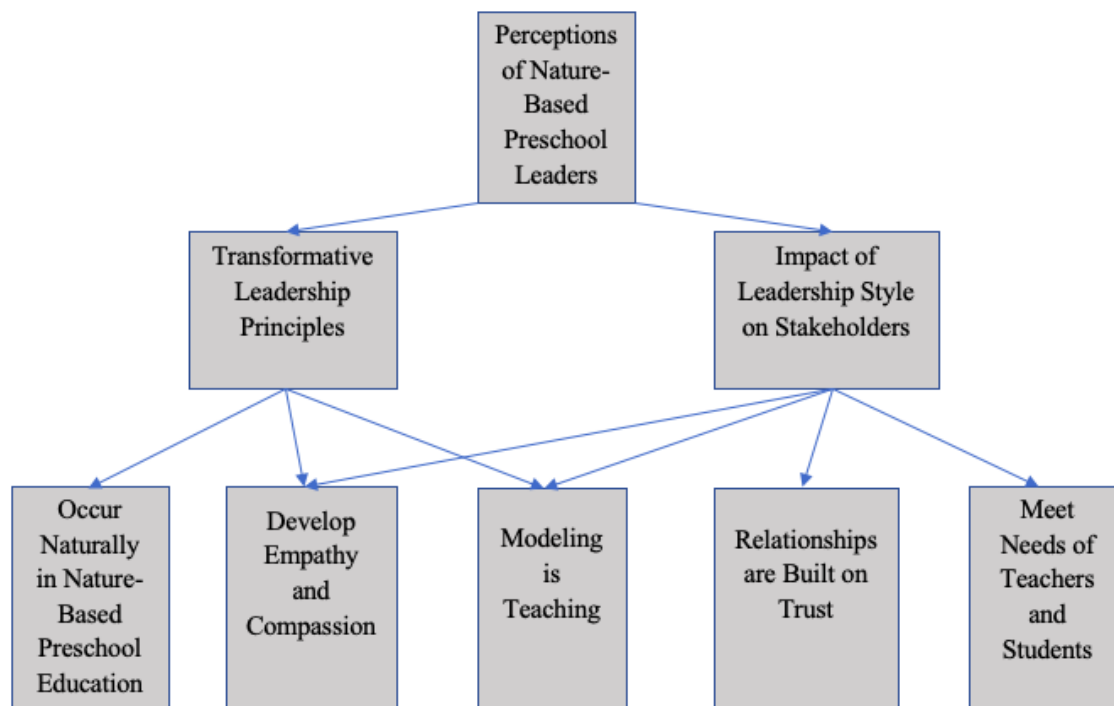 Perceptions
of Nature-
Based
Preschool
Leaders
Transformative
Leadership
Principles
Impact of
Leadership Style
on Stakeholders
Occur
Naturally
in Nature-
Based
Preschool
Education
Develop
Empathy
and
Compassion
Modeling
is
Teaching
Relationships
are Built on
Trust
Meet
Needs of
Teachers
and
Students